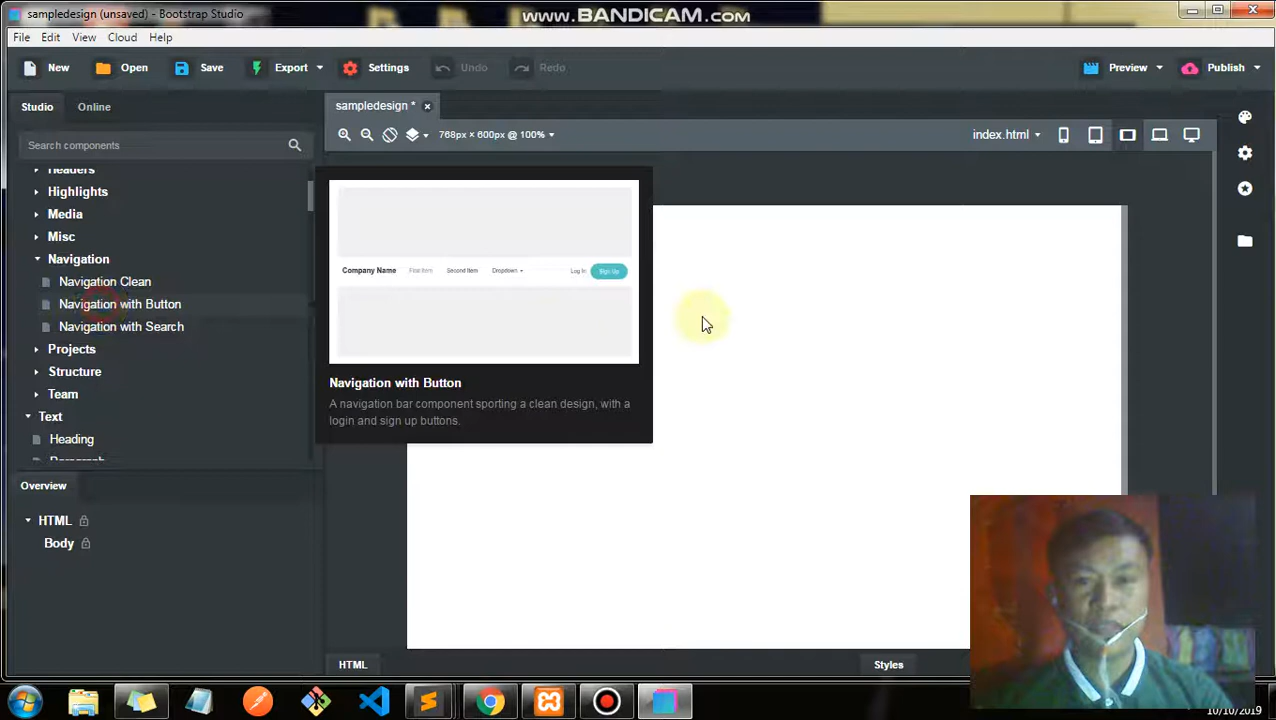 sampledesign (unsaved) - Bootstrap Studio
www.BANDICAM.com
File Edit View Cloud Help
New Open Save Export Settings Undo Redo Preview Publish
Studio Online
sampledesign *
Search components
768px × 600px @ 100%
index.html
Headers
Highlights
Media
Misc
Navigation
Navigation Clean
Navigation with Button
Navigation with Search
Projects
Structure
Team
Text
Heading
Paragraph
Company Name First Item Second Item Dropdown Log In Sign Up
Navigation with Button
A navigation bar component sporting a clean design, with a
login and sign up buttons.
Overview
HTML
Body
HTML
Styles
10/10/2019